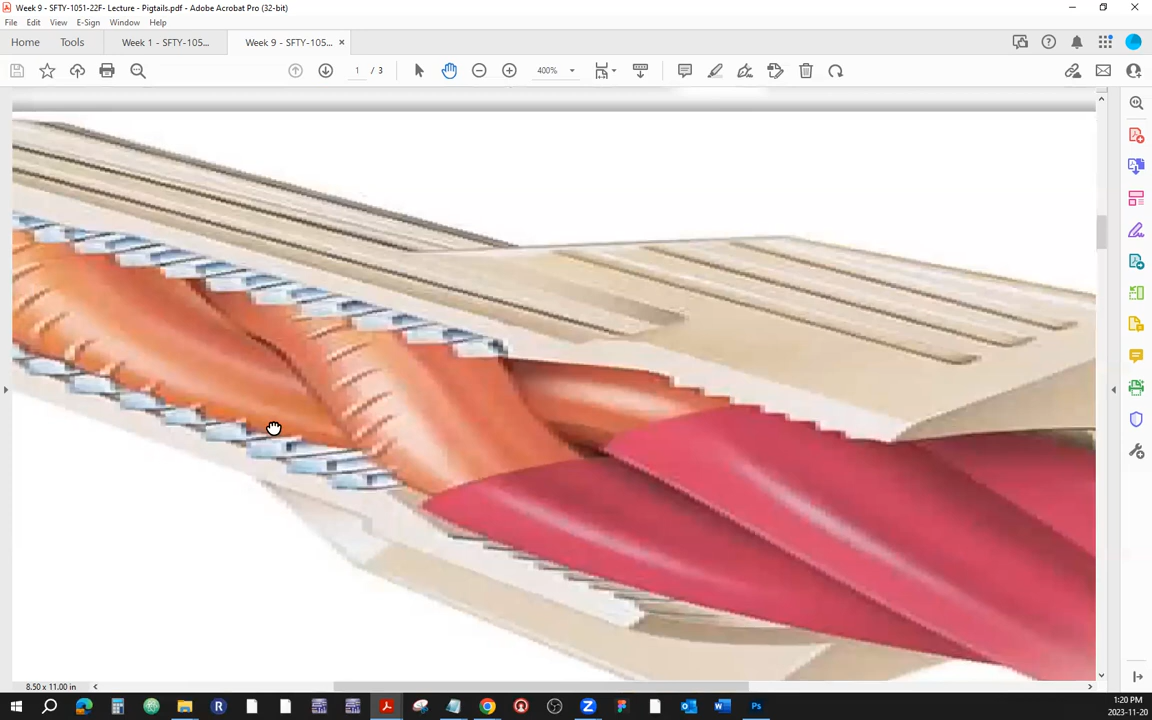 Week 9 - SFTY-1051-22F- Lecture - Pigtails.pdf - Adobe Acrobat Pro (32-bit)
File Edit View E-Sign Window Help
Home Tools Week 1 - SFTY-105... Week 9 - SFTY-105... ×
1 / 3 400%
8.50 x 11.00 in
1:20 PM
2023-11-20